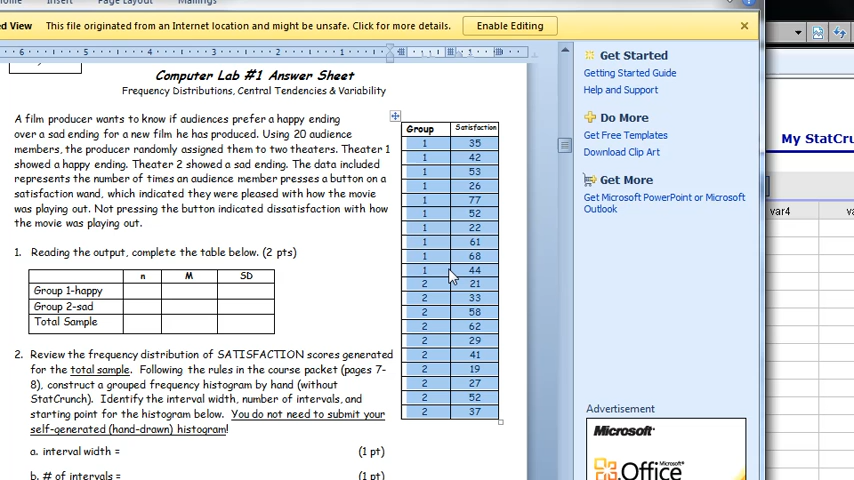 Home Insert Page Layout Mailings
ed View This file originated from an Internet location and might be unsafe. Click for more details. Enable Editing
6 5 4 3 2 1 1
Computer Lab #1 Answer Sheet
Frequency Distributions, Central Tendencies & Variability
A film producer wants to know if audiences prefer a happy ending
over a sad ending for a new film he has produced. Using 20 audience
members, the producer randomly assigned them to two theaters. Theater 1
showed a happy ending. Theater 2 showed a sad ending. The data included
represents the number of times an audience member presses a button on a
satisfaction wand, which indicated they were pleased with how the movie
was playing out. Not pressing the button indicated dissatisfaction with how
the movie was playing out.
1. Reading the output, complete the table below. (2 pts)
n M SD
Group 1-happy
Group 2-sad
Total Sample
2. Review the frequency distribution of SATISFACTION scores generated
for the total sample. Following the rules in the course packet (pages 7-
8), construct a grouped frequency histogram by hand (without
StatCrunch). Identify the interval width, number of intervals, and
starting point for the histogram below. You do not need to submit your
self-generated (hand-drawn) histogram!
a. interval width = (1 pt)
b. # of intervals = (1 pt)
Group Satisfaction
1 35
1 42
1 53
1 26
1 77
1 52
1 22
1 61
1 68
1 44
2 21
2 33
2 58
2 62
2 29
2 41
2 19
2 27
2 52
2 37
Get Started
Getting Started Guide
Help and Support
Do More
Get Free Templates
Download Clip Art
Get More
Get Microsoft PowerPoint or Microsoft
Outlook
Advertisement
Microsoft
Office
My StatCru
var4 va